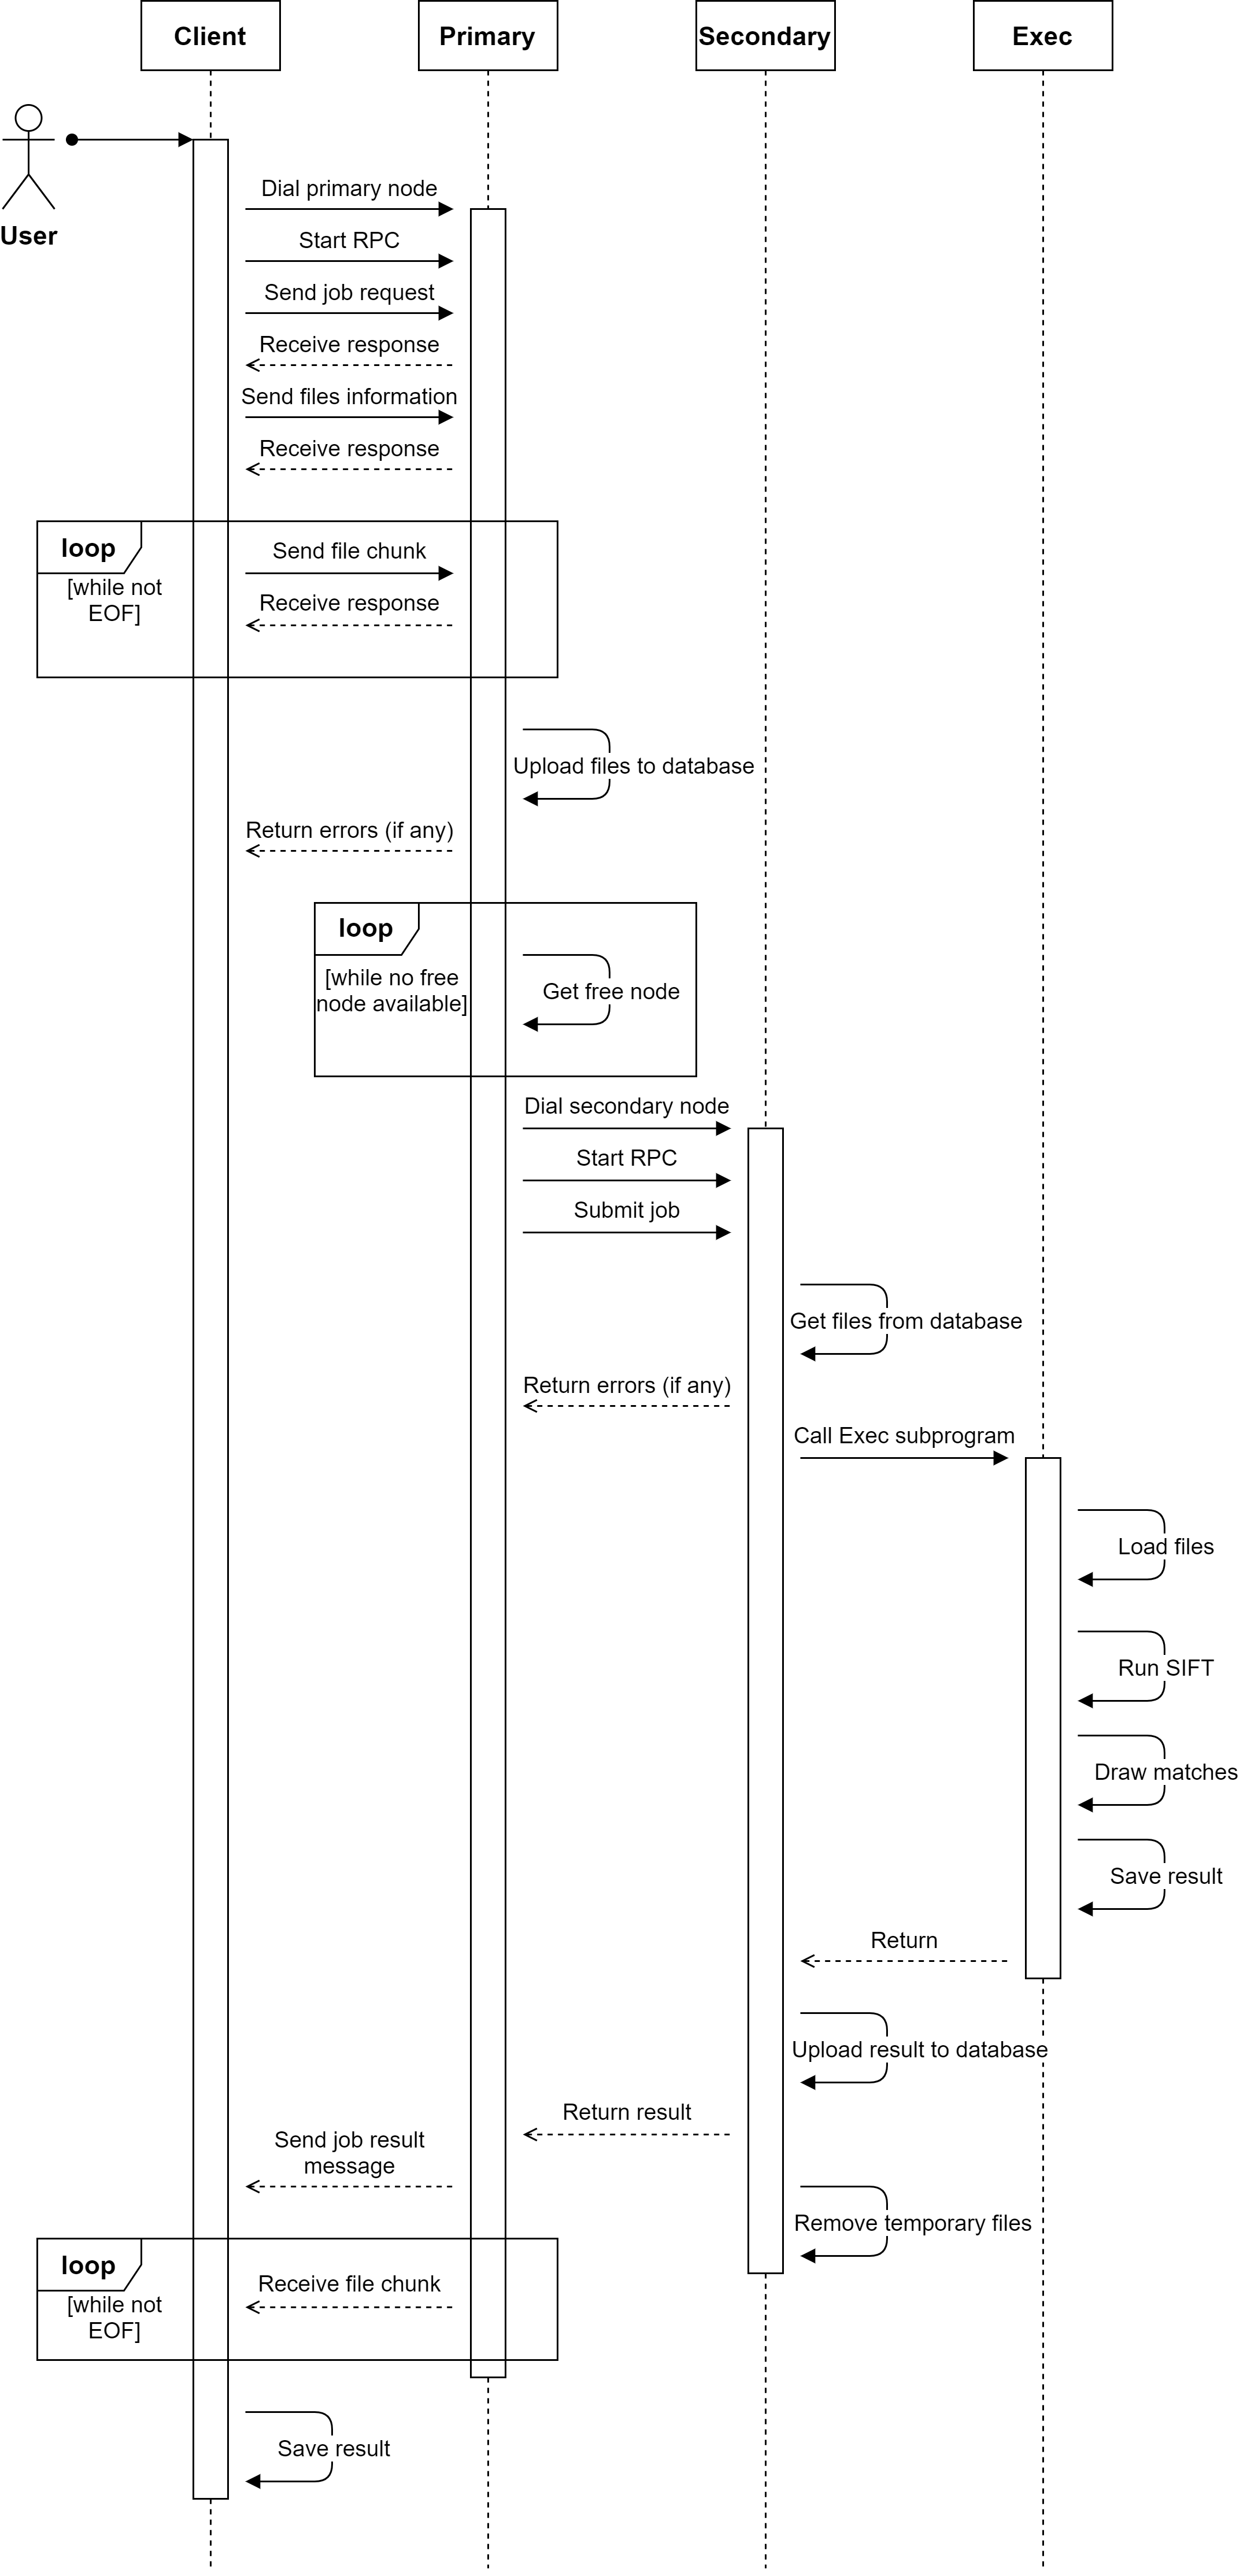 Client
Primary
Secondary
Exec
User
Dial primary node
Start RPC
Send job request
Receive response
Send files information
Receive response
loop
[while not
EOF]
Send file chunk
Receive response
Upload files to database
Return errors (if any)
loop
[while no free
node available]
Get free node
Dial secondary node
Start RPC
Submit job
Get files from database
Return errors (if any)
Call Exec subprogram
Load files
Run SIFT
Draw matches
Save result
Return
Upload result to database
Return result
Send job result
message
Remove temporary files
loop
[while not
EOF]
Receive file chunk
Save result